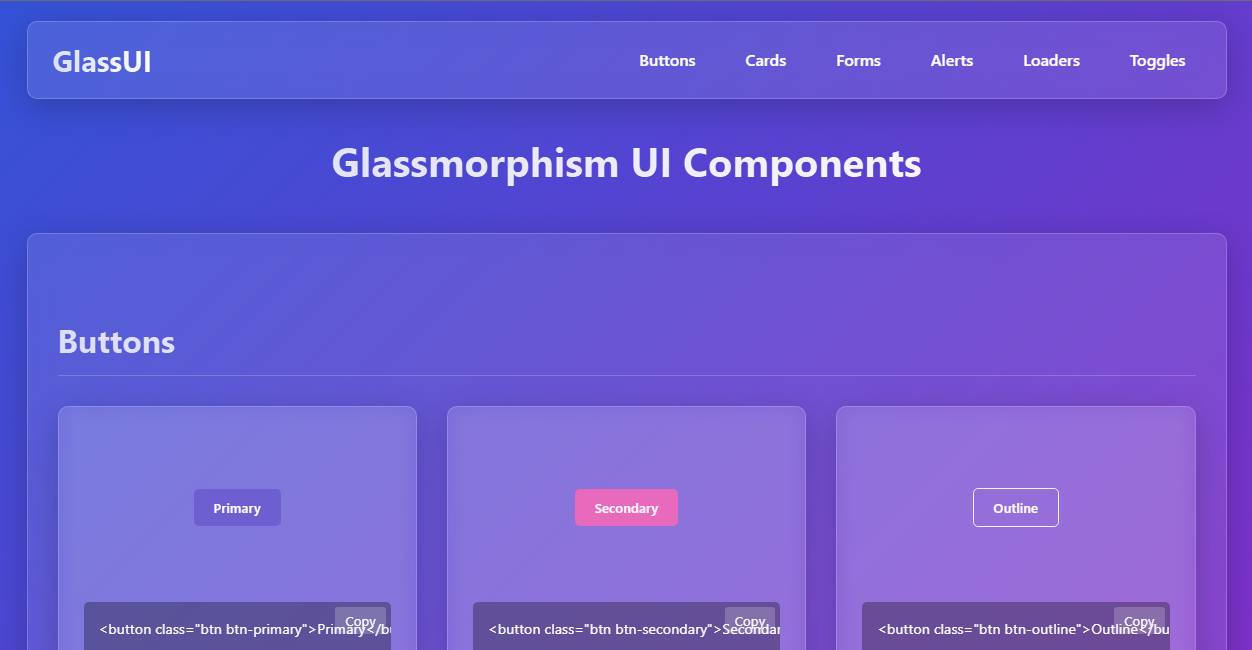 GlassUI
Buttons Cards Forms Alerts Loaders Toggles
Glassmorphism UI Components
Buttons
Primary
Secondary
Outline
Copy
<button class="btn btn-primary">Primary</bu
Copy
<button class="btn btn-secondary">Secondar
Copy
<button class="btn btn-outline">Outline</bu